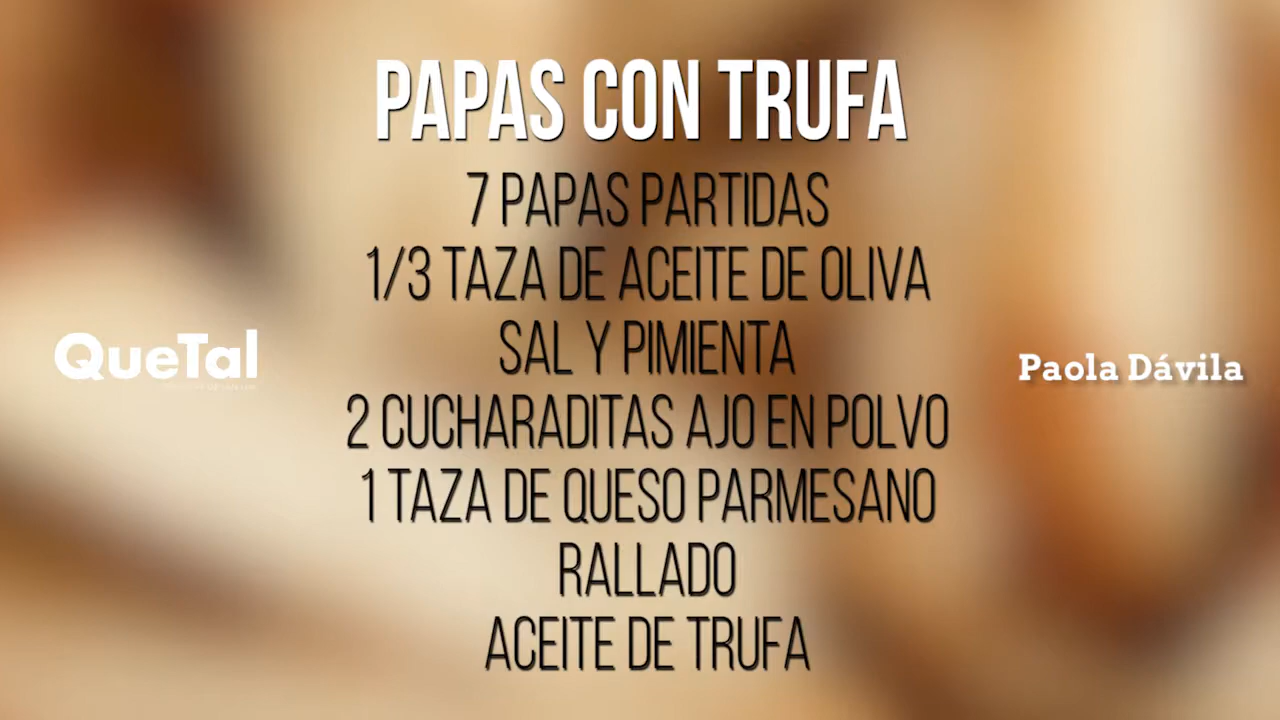 PAPAS CON TRUFA
7 PAPAS PARTIDAS
1/3 TAZA DE ACEITE DE OLIVA
SAL Y PIMIENTA
QueTal
Paola Dávila
2 CUCHARADITAS AJO EN POLVO
1 TAZA DE QUESO PARMESANO
RALLADO
ACEITE DE TRUFA